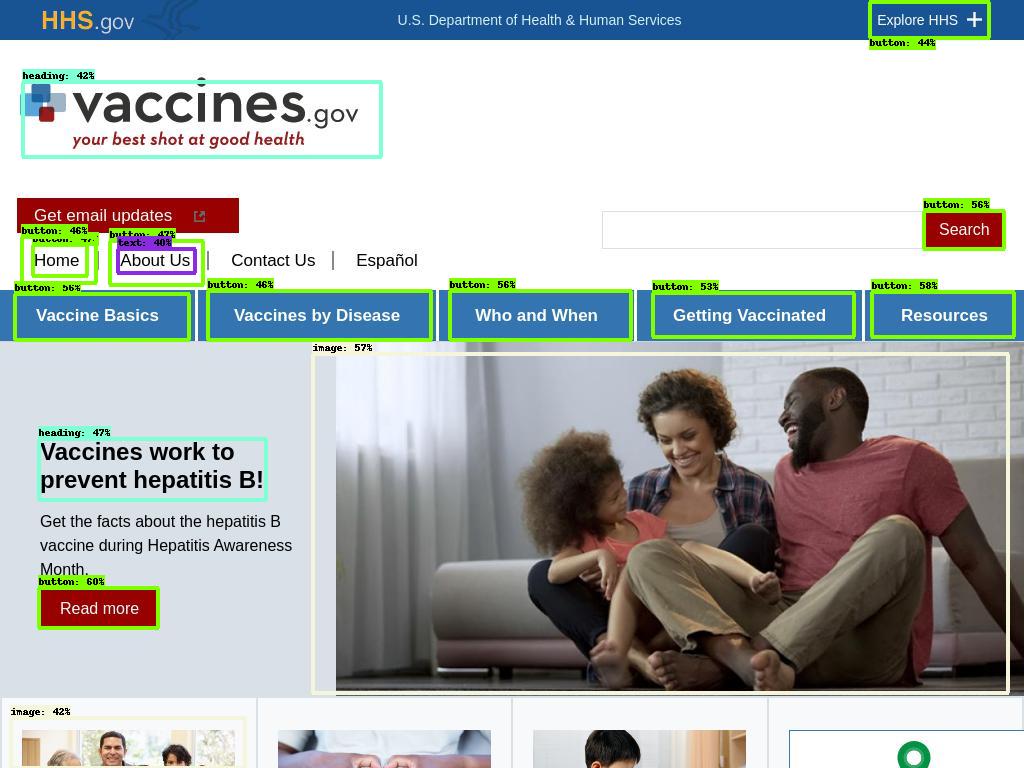 HHS.gov
U.S. Department of Health & Human Services
Explore HHS
button: 44%
heading: 42%
vaccines.gov
your best shot at good health
Get email updates
button: 56%
Search
button: 46%
button: 47%
text: 40%
Home
About Us
Contact Us
Español
button: 56%
button: 46%
button: 56%
button: 53%
button: 58%
Vaccine Basics
Vaccines by Disease
Who and When
Getting Vaccinated
Resources
image: 57%
heading: 47%
Vaccines work to
prevent hepatitis B!
Get the facts about the hepatitis B
vaccine during Hepatitis Awareness
Month.
button: 60%
Read more
image: 42%